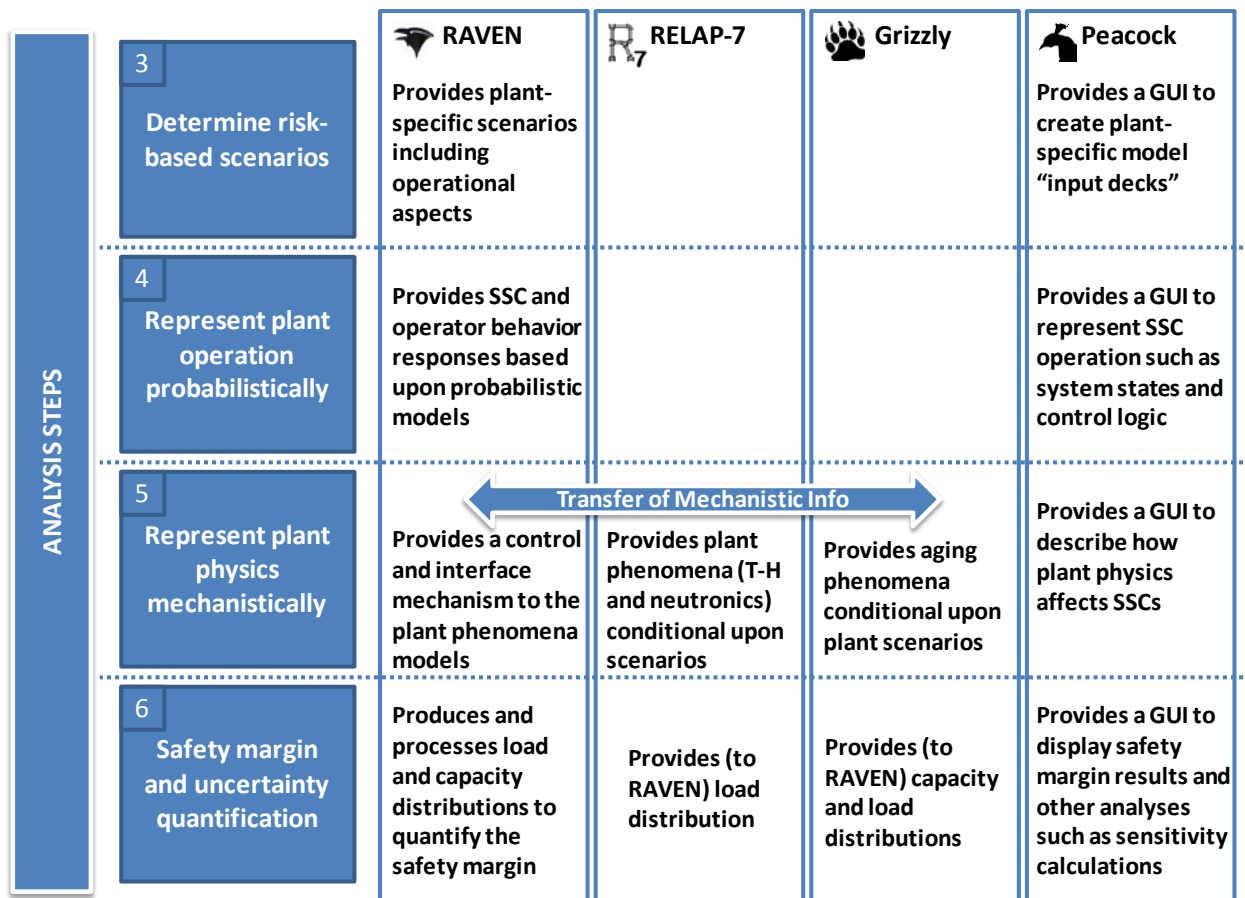 ANALYSIS STEPS
RAVEN
R7
RELAP-7
Grizzly
Peacock
3
Determine risk-
based scenarios
Provides plant-
specific scenarios
including
operational
aspects
Provides a GUI to
create plant-
specific model
“input decks”
4
Represent plant
operation
probabilistically
Provides SSC and
operator behavior
responses based
upon probabilistic
models
Provides a GUI to
represent SSC
operation such as
system states and
control logic
5
Represent plant
physics
mechanistically
Transfer of Mechanistic Info
Provides a control
and interface
mechanism to the
plant phenomena
models
Provides plant
phenomena (T-H
and neutronics)
conditional upon
scenarios
Provides aging
phenomena
conditional upon
plant scenarios
Provides a GUI to
describe how
plant physics
affects SSCs
6
Safety margin
and uncertainty
quantification
Produces and
processes load
and capacity
distributions to
quantify the
safety margin
Provides (to
RAVEN) load
distribution
Provides (to
RAVEN) capacity
and load
distributions
Provides a GUI to
display safety
margin results and
other analyses
such as sensitivity
calculations